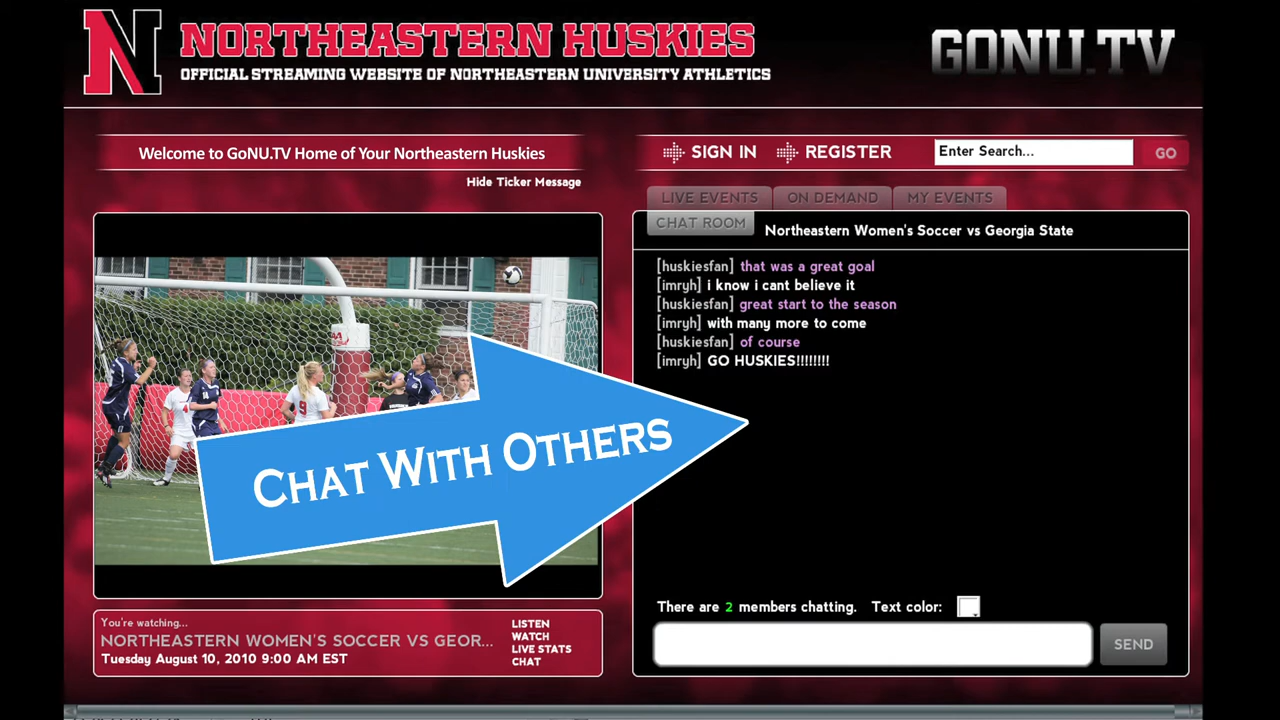 N NORTHEASTERN HUSKIES
OFFICIAL STREAMING WEBSITE OF NORTHEASTERN UNIVERSITY ATHLETICS
GONU.TV
Welcome to GoNU.TV Home of Your Northeastern Huskies
Hide Ticker Message
SIGN IN REGISTER Enter Search... GO
LIVE EVENTS ON DEMAND MY EVENTS
CHAT ROOM Northeastern Women's Soccer vs Georgia State
[huskiesfan] that was a great goal
[imryh] i know i cant believe it
[huskiesfan] great start to the season
[imryh] with many more to come
[huskiesfan] of course
[imryh] GO HUSKIES!!!!!!!!
9
CHAT WITH OTHERS
There are 2 members chatting. Text color:
SEND
You're watching...
NORTHEASTERN WOMEN'S SOCCER VS GEOR...
Tuesday August 10, 2010 9:00 AM EST
LISTEN
WATCH
LIVE STATS
CHAT